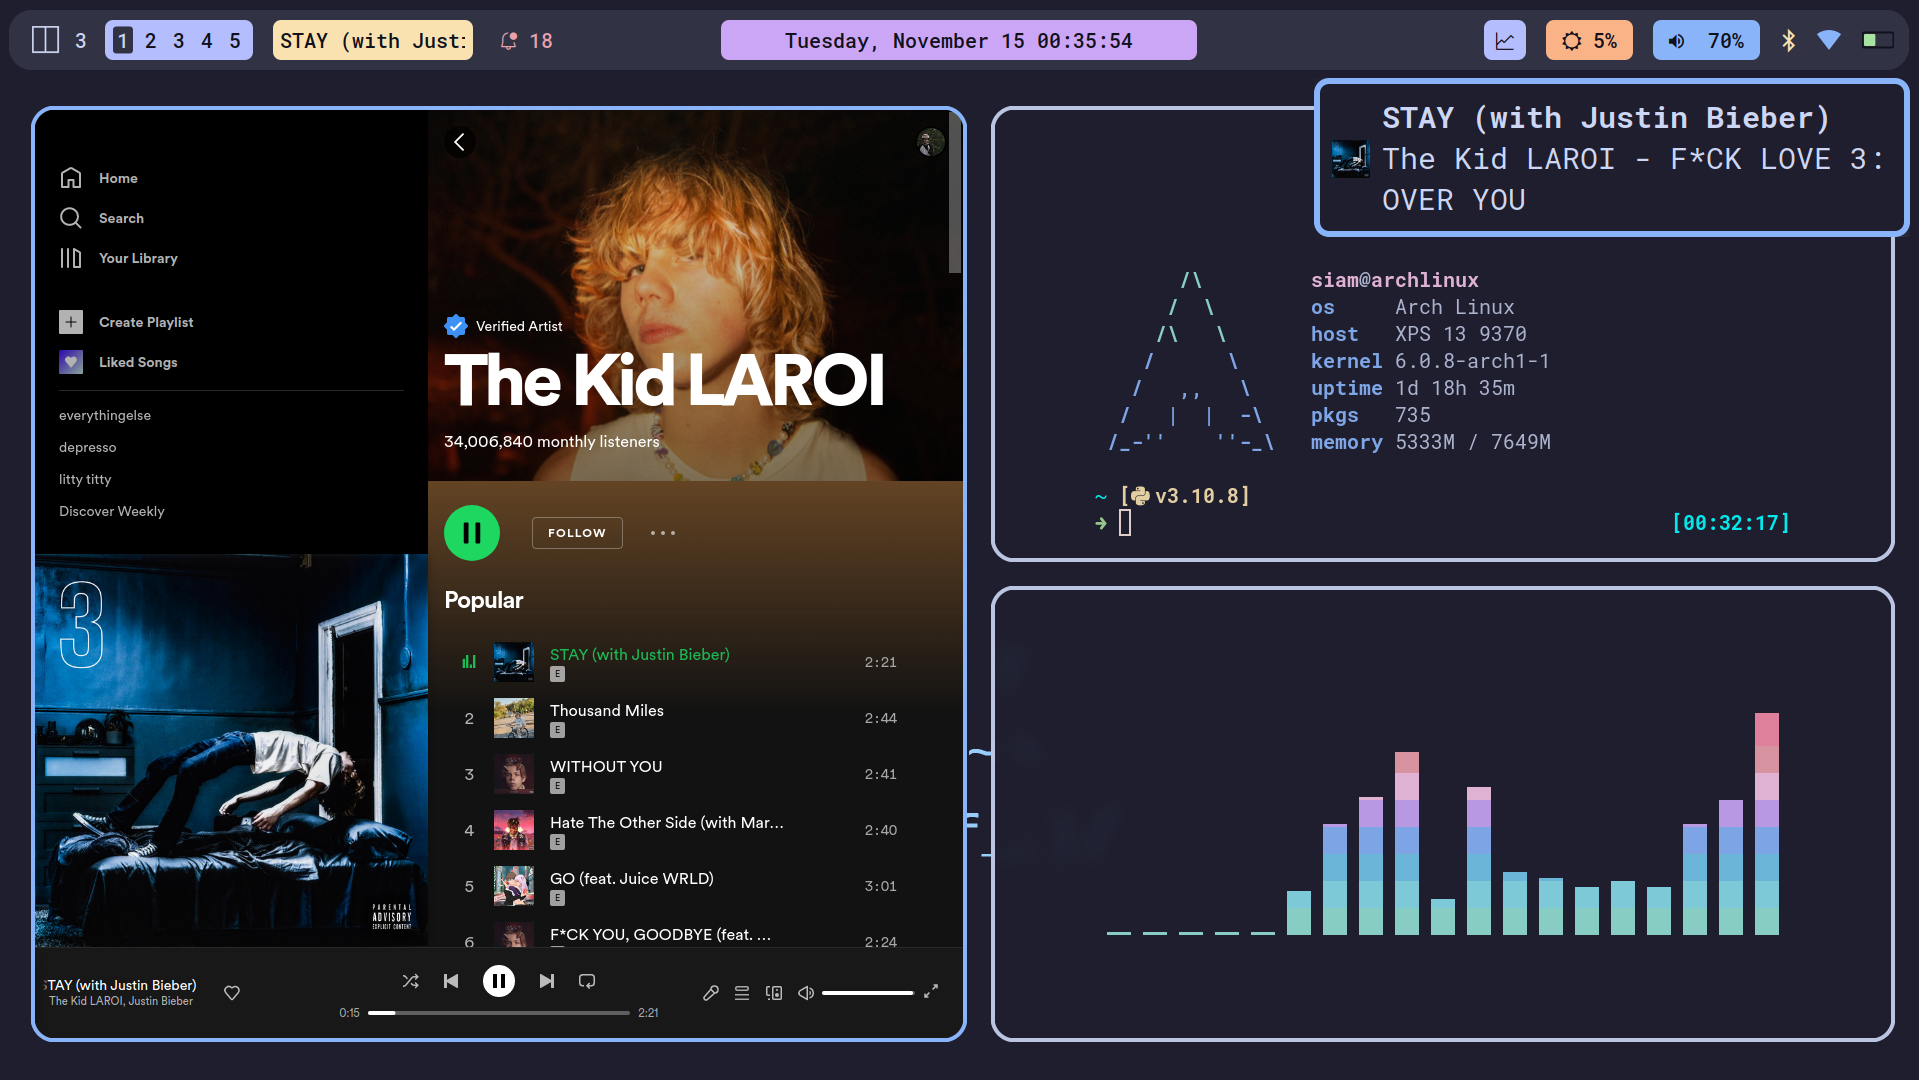 3
1 2 3 4 5
STAY (with Just:
18
Tuesday, November 15 00:35:54
5%
70%
STAY (with Justin Bieber)
The Kid LAROI - F*CK LOVE 3:
OVER YOU
Home
Search
Your Library
Create Playlist
Liked Songs
everythingelse
depresso
litty titty
Discover Weekly
3
PARENTAL
ADVISORY
EXPLICIT CONTENT
Verified Artist
The Kid LAROI
34,006,840 monthly listeners
FOLLOW
Popular
STAY (with Justin Bieber)
E
2:21
2
Thousand Miles
E
2:44
3
WITHOUT YOU
E
2:41
4
Hate The Other Side (with Mar...
E
2:40
5
GO (feat. Juice WRLD)
E
3:01
6
F*CK YOU, GOODBYE (feat. ...
2:24
STAY (with Justin Bieber)
The Kid LAROI, Justin Bieber
0:15
2:21
siam@archlinux
os Arch Linux
host XPS 13 9370
kernel 6.0.8-arch1-1
uptime 1d 18h 35m
pkgs 735
memory 5333M / 7649M
~ [v3.10.8]
[00:32:17]